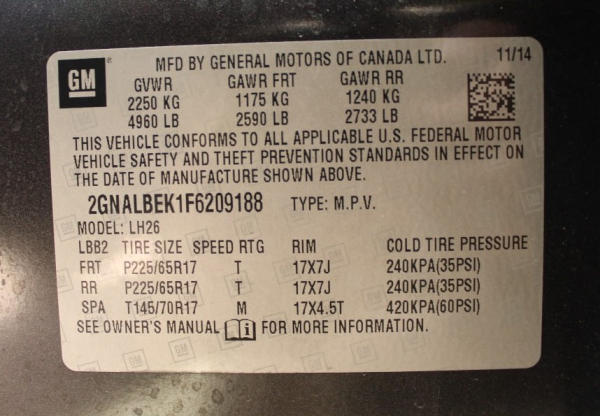 GM
MFD BY GENERAL MOTORS OF CANADA LTD. 11/14
GVWR GAWR FRT GAWR RR
2250 KG 1175 KG 1240 KG
4960 LB 2590 LB 2733 LB
THIS VEHICLE CONFORMS TO ALL APPLICABLE U.S. FEDERAL MOTOR
VEHICLE SAFETY AND THEFT PREVENTION STANDARDS IN EFFECT ON
THE DATE OF MANUFACTURE SHOWN ABOVE.
2GNALBEK1F6209188 TYPE: M.P.V.
MODEL: LH26
LBB2 TIRE SIZE SPEED RTG RIM COLD TIRE PRESSURE
FRT P225/65R17 T 17X7J 240KPA(35PSI)
RR P225/65R17 T 17X7J 240KPA(35PSI)
SPA T145/70R17 M 17X4.5T 420KPA(60PSI)
SEE OWNER'S MANUAL i FOR MORE INFORMATION.